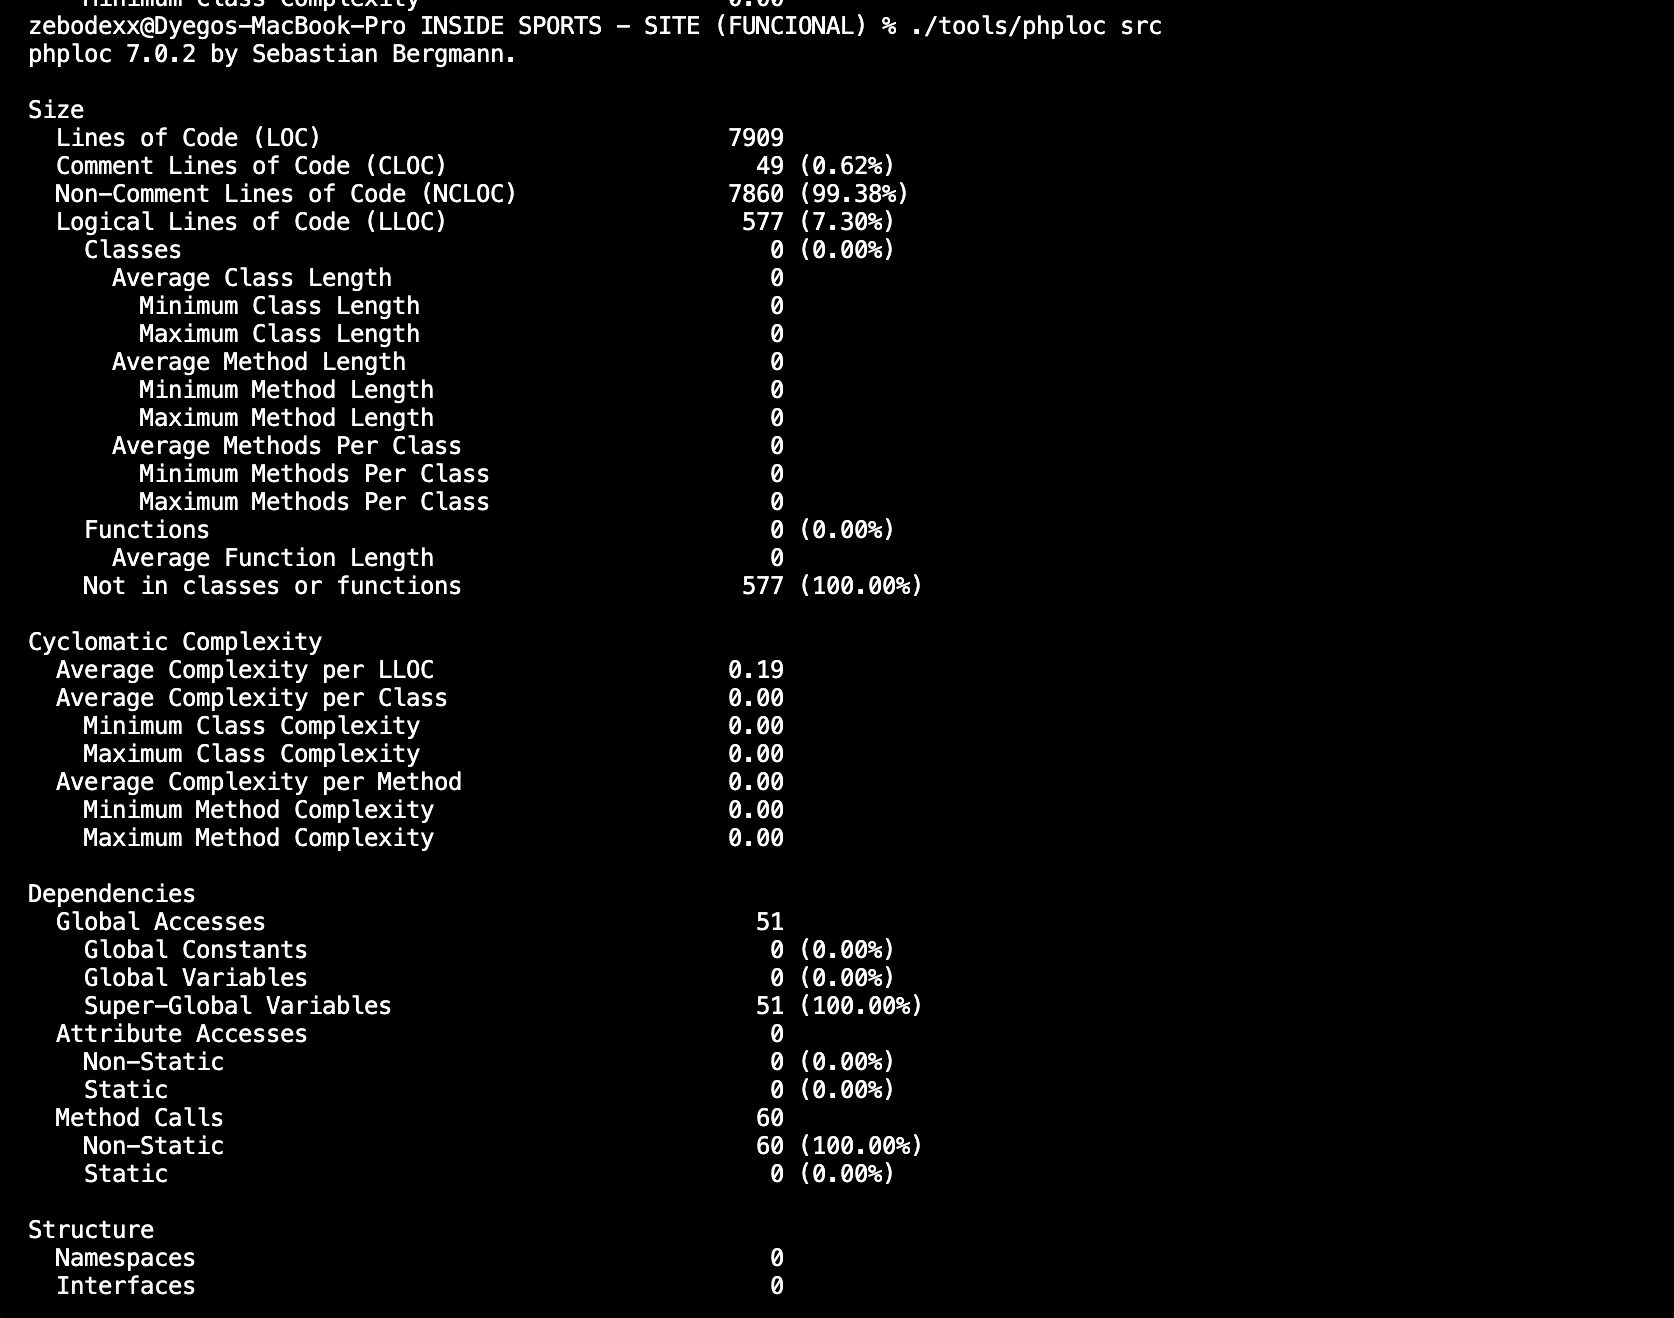 Minimum Class Complexity 0.00
zebodexx@Dyegos-MacBook-Pro INSIDE SPORTS - SITE (FUNCIONAL) % ./tools/phploc src
phploc 7.0.2 by Sebastian Bergmann.
Size
Lines of Code (LOC) 7909
Comment Lines of Code (CLOC) 49 (0.62%)
Non-Comment Lines of Code (NCLOC) 7860 (99.38%)
Logical Lines of Code (LLOC) 577 (7.30%)
Classes 0 (0.00%)
Average Class Length 0
Minimum Class Length 0
Maximum Class Length 0
Average Method Length 0
Minimum Method Length 0
Maximum Method Length 0
Average Methods Per Class 0
Minimum Methods Per Class 0
Maximum Methods Per Class 0
Functions 0 (0.00%)
Average Function Length 0
Not in classes or functions 577 (100.00%)
Cyclomatic Complexity
Average Complexity per LLOC 0.19
Average Complexity per Class 0.00
Minimum Class Complexity 0.00
Maximum Class Complexity 0.00
Average Complexity per Method 0.00
Minimum Method Complexity 0.00
Maximum Method Complexity 0.00
Dependencies
Global Accesses 51
Global Constants 0 (0.00%)
Global Variables 0 (0.00%)
Super-Global Variables 51 (100.00%)
Attribute Accesses 0
Non-Static 0 (0.00%)
Static 0 (0.00%)
Method Calls 60
Non-Static 60 (100.00%)
Static 0 (0.00%)
Structure
Namespaces 0
Interfaces 0